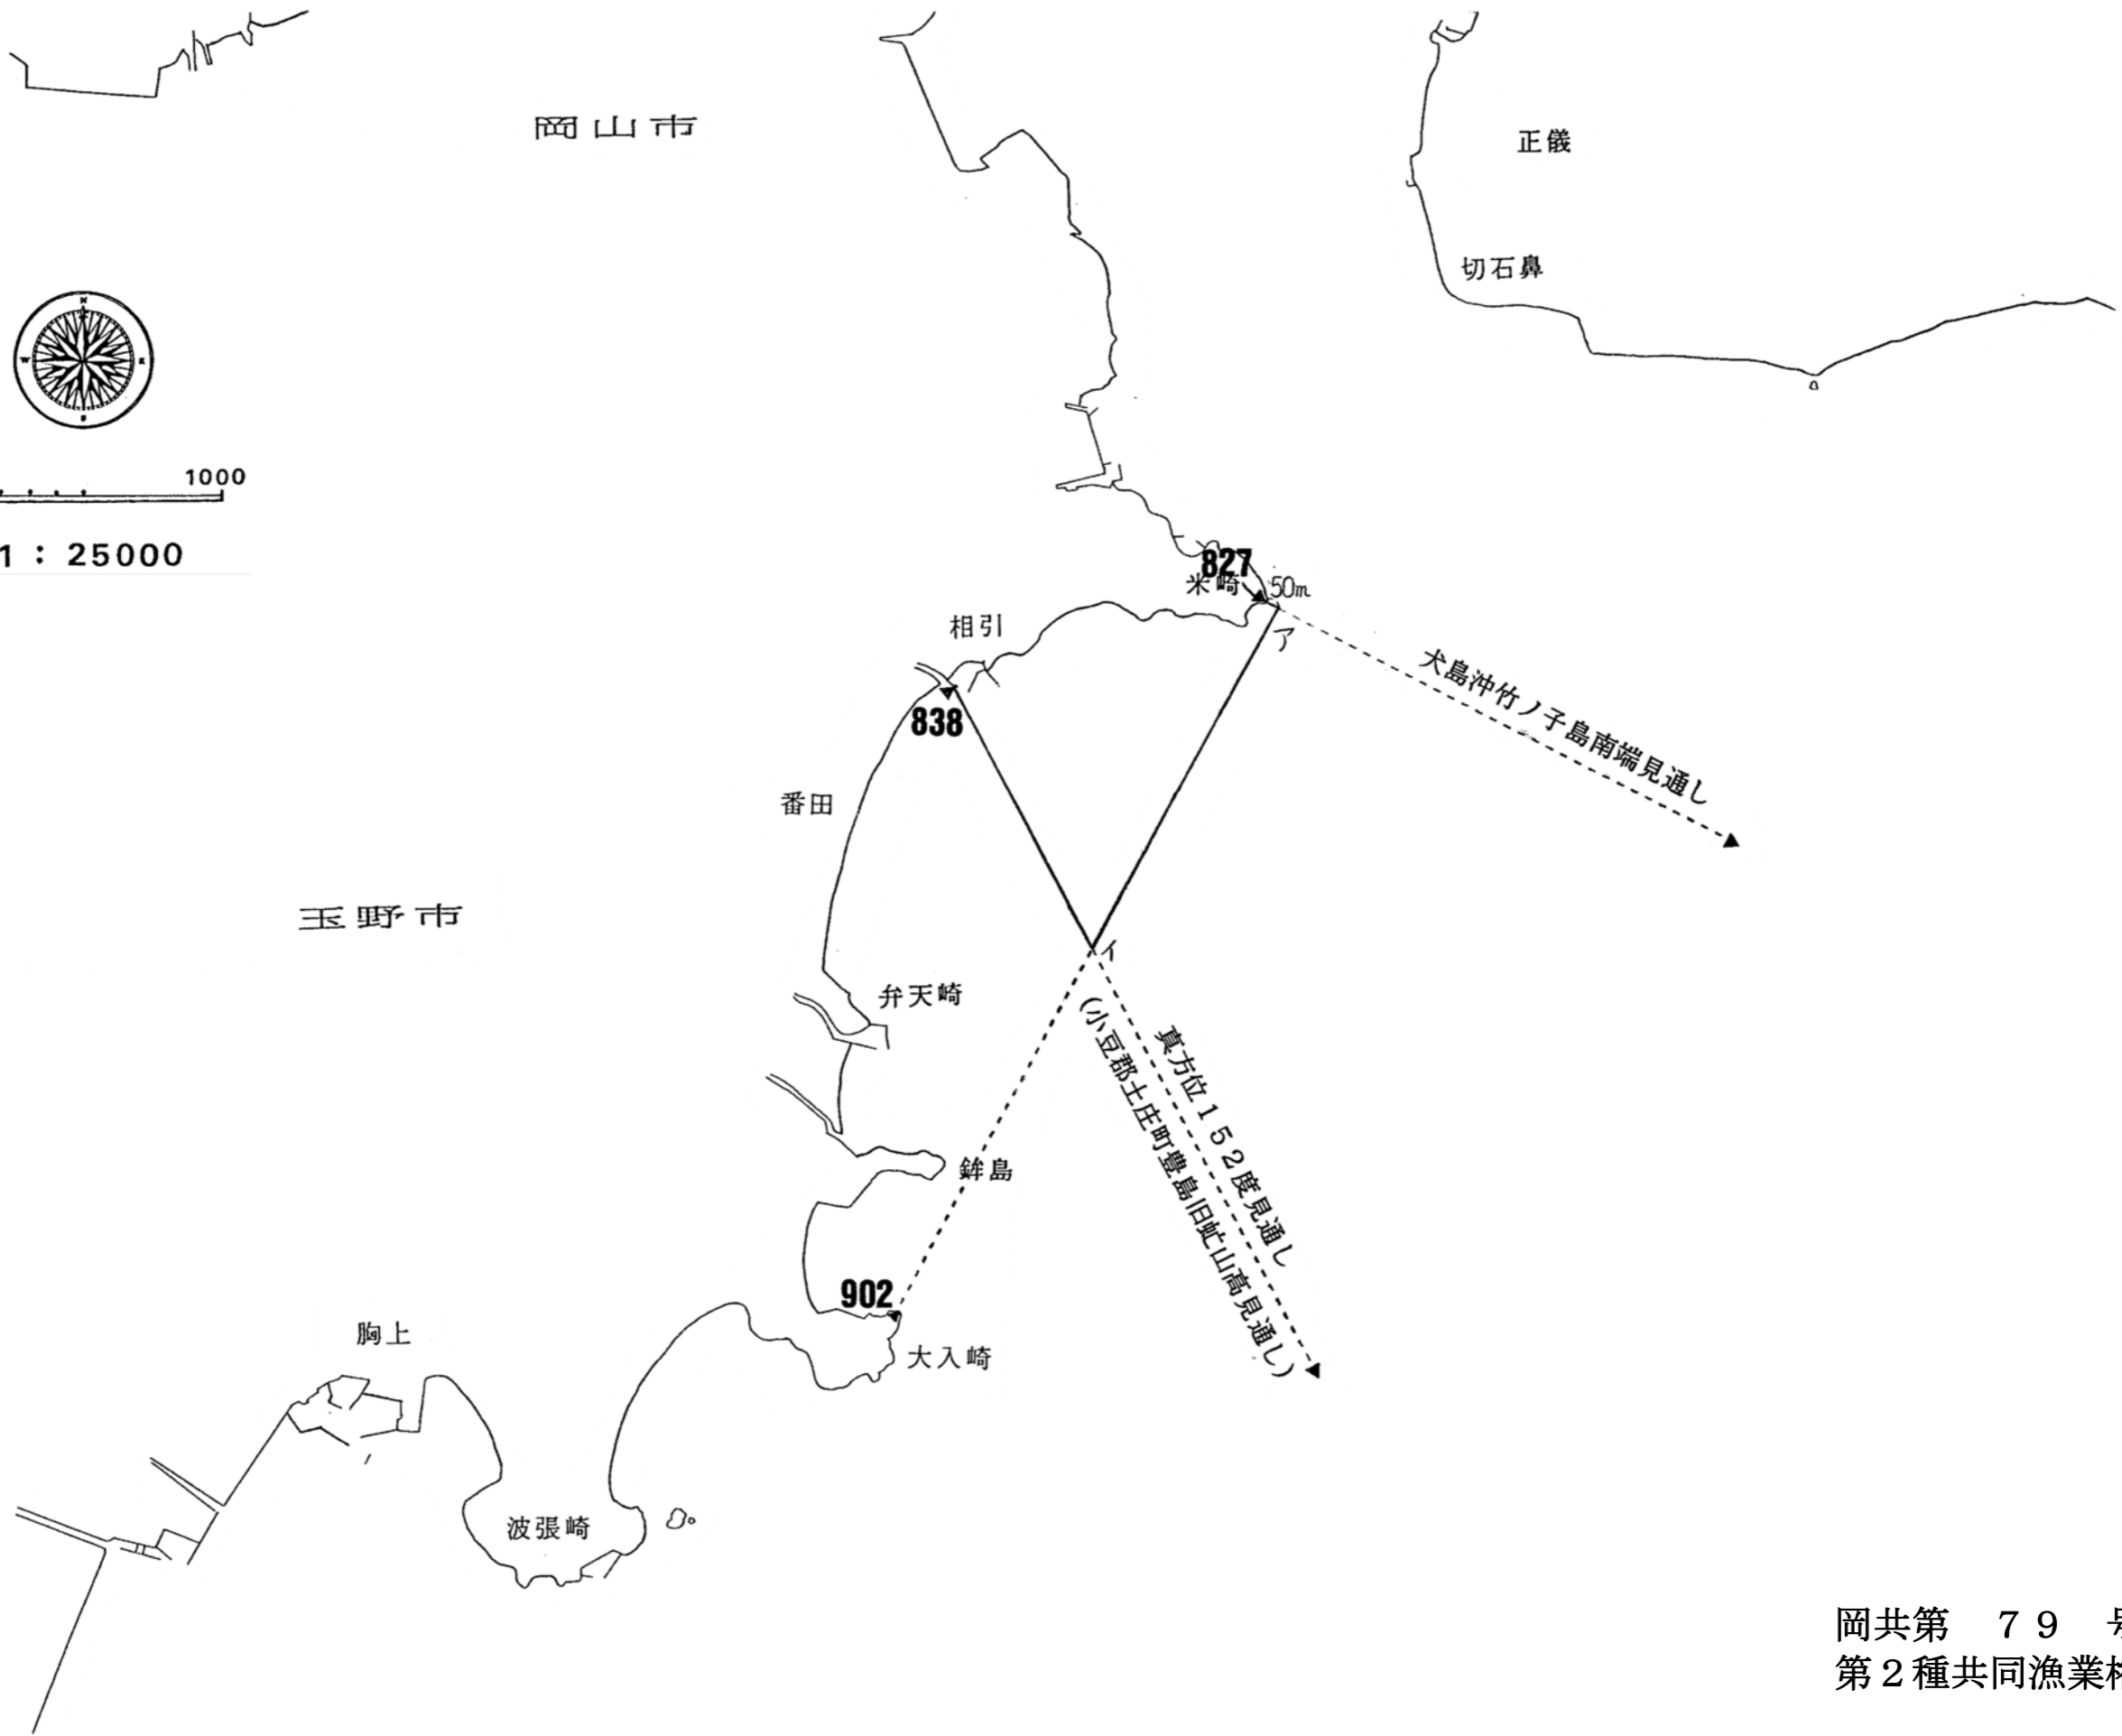 岡山市
正儀
切石鼻
N
W
1000
1：25000
827
米崎
50m
ア
相引
838
犬島沖竹ノ子島南端見通し
番田
玉野市
イ
弁天崎
真方位152度見通し
(小豆郡土庄町豊島旧虻山高見通し)
鉾島
902
大入崎
胸上
波張崎
岡共第　79
第2種共同漁業